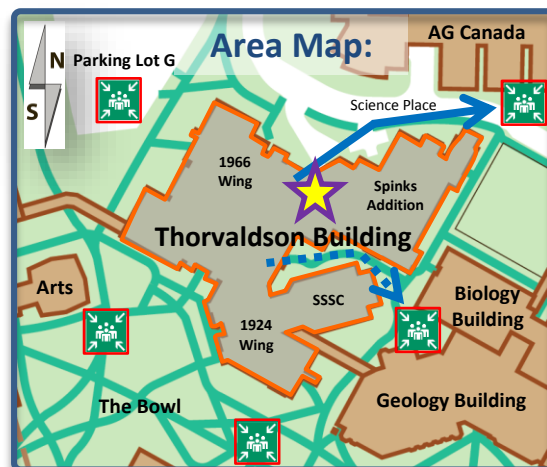 Area Map:
AG Canada
N
S
Parking Lot G
Science Place
1966
Wing
Spinks
Addition
Thorvaldson Building
Arts
SSSC
1924
Wing
Biology
Building
The Bowl
Geology Building